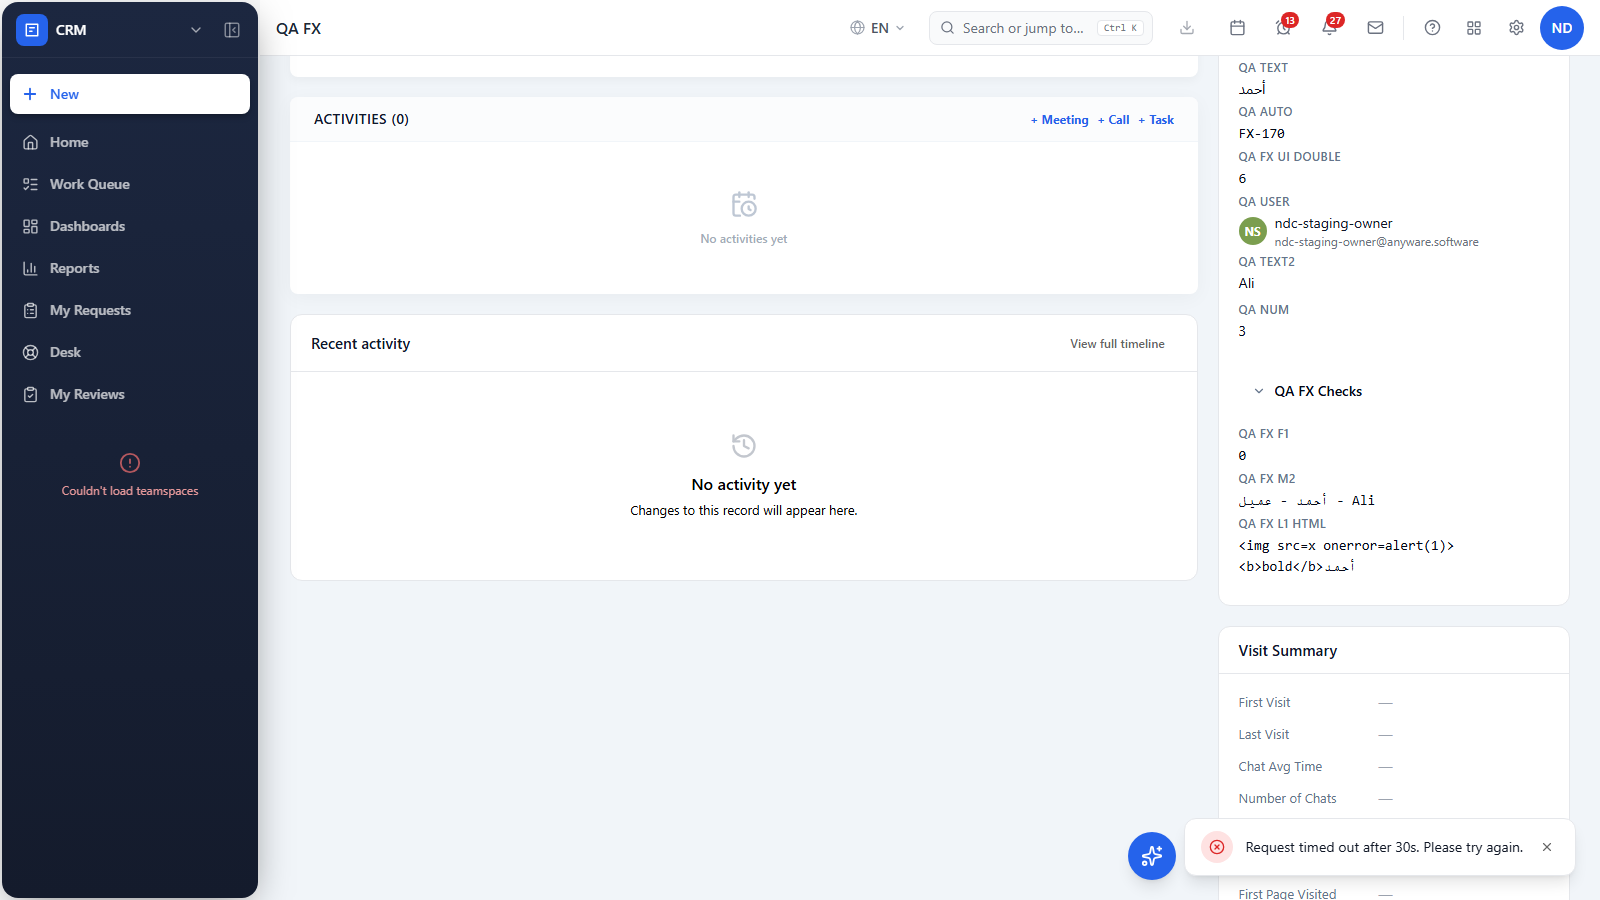 CRM
New
Home
Work Queue
Dashboards
Reports
My Requests
Desk
My Reviews
Couldn't load teamspaces
QA FX
EN
Search or jump to...
Ctrl K
13
27
ND
ACTIVITIES (0)
+ Meeting + Call + Task
No activities yet
Recent activity
View full timeline
No activity yet
Changes to this record will appear here.
QA TEXT
أحمد
QA AUTO
FX-170
QA FX UI DOUBLE
6
QA USER
NS
ndc-staging-owner
ndc-staging-owner@anyware.software
QA TEXT2
Ali
QA NUM
3
QA FX Checks
QA FX F1
0
QA FX M2
أحمد - عميل - Ali
QA FX L1 HTML
<img src=x onerror=alert(1)>
<b>bold</b>أحمد
Visit Summary
First Visit —
Last Visit —
Chat Avg Time —
Number of Chats —
Request timed out after 30s. Please try again.
First Page Visited —